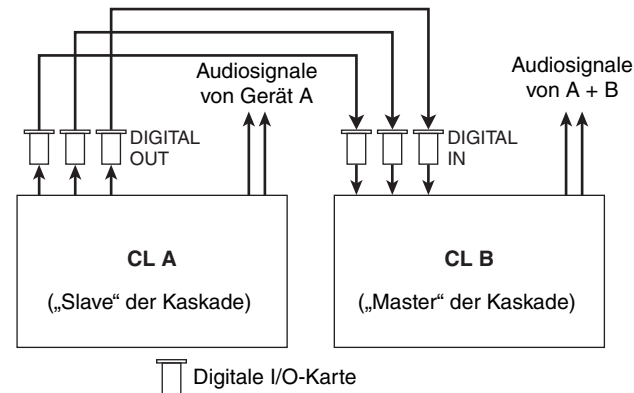 Audiosignale
von Gerät A
Audiosignale
von A + B
DIGITAL
OUT
DIGITAL
IN
CL A
(„Slave“ der Kaskade)
CL B
(„Master“ der Kaskade)
Digitale I/O-Karte